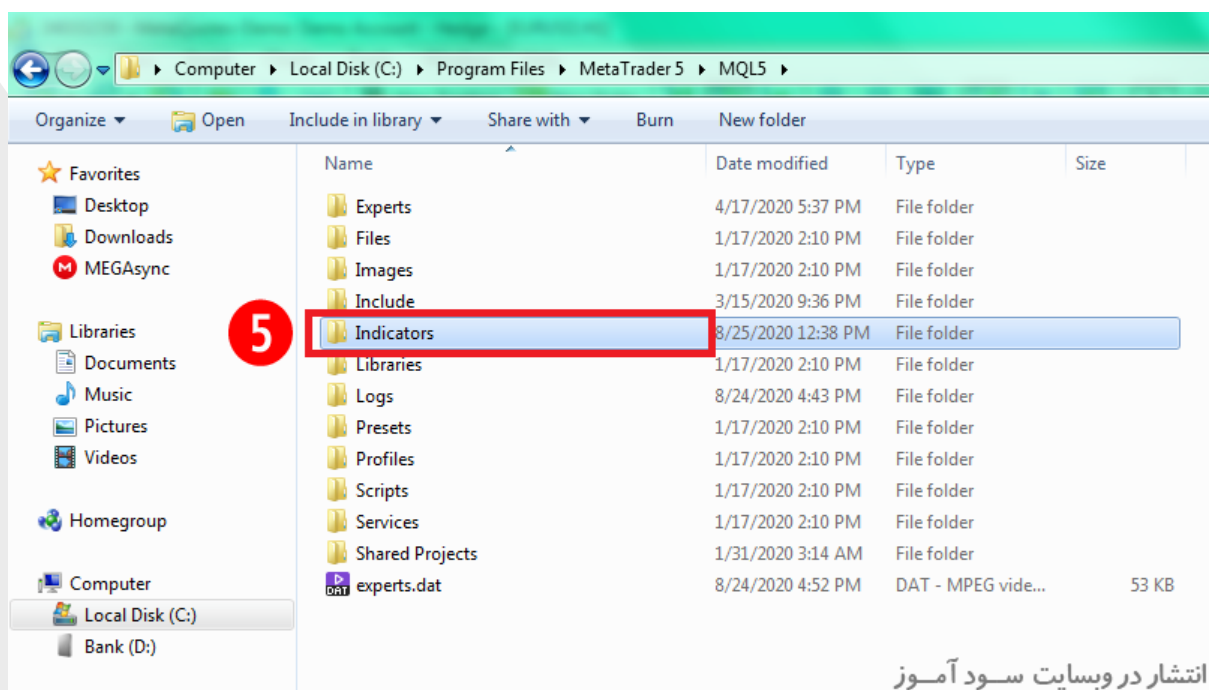 Computer Local Disk (C:) Program Files MetaTrader 5 MQL5
Organize Open Include in library Share with Burn New folder
Name Date modified Type Size
Favorites
Desktop
Downloads
MEGAsync
Libraries
Documents
Music
Pictures
Videos
Homegroup
Computer
Local Disk (C:)
Bank (D:)
Experts 4/17/2020 5:37 PM File folder
Files 1/17/2020 2:10 PM File folder
Images 1/17/2020 2:10 PM File folder
Include 3/15/2020 9:36 PM File folder
5
Indicators 8/25/2020 12:38 PM File folder
Libraries 1/17/2020 2:10 PM File folder
Logs 8/24/2020 4:43 PM File folder
Presets 1/17/2020 2:10 PM File folder
Profiles 1/17/2020 2:10 PM File folder
Scripts 1/17/2020 2:10 PM File folder
Services 1/17/2020 2:10 PM File folder
Shared Projects 1/31/2020 3:14 AM File folder
DAT experts.dat 8/24/2020 4:52 PM DAT - MPEG vide... 53 KB
انتشار در وبسایت ســود آمــوز